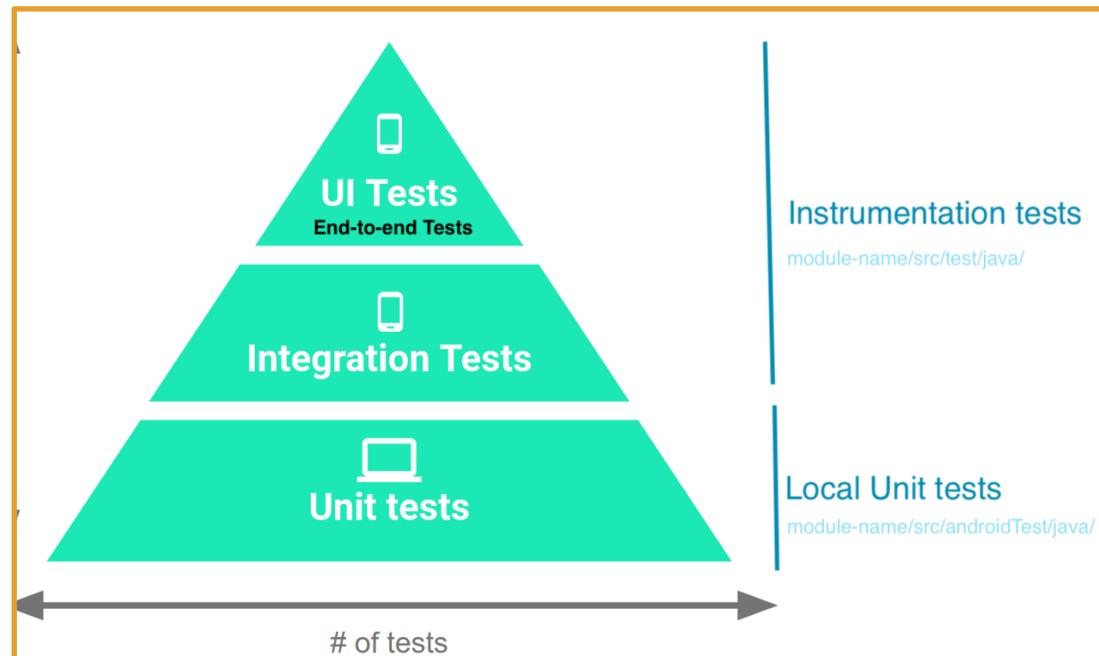 UI Tests
End-to-end Tests
Instrumentation tests
module-name/src/test/java/
Integration Tests
Unit tests
Local Unit tests
module-name/src/androidTest/java/
# of tests